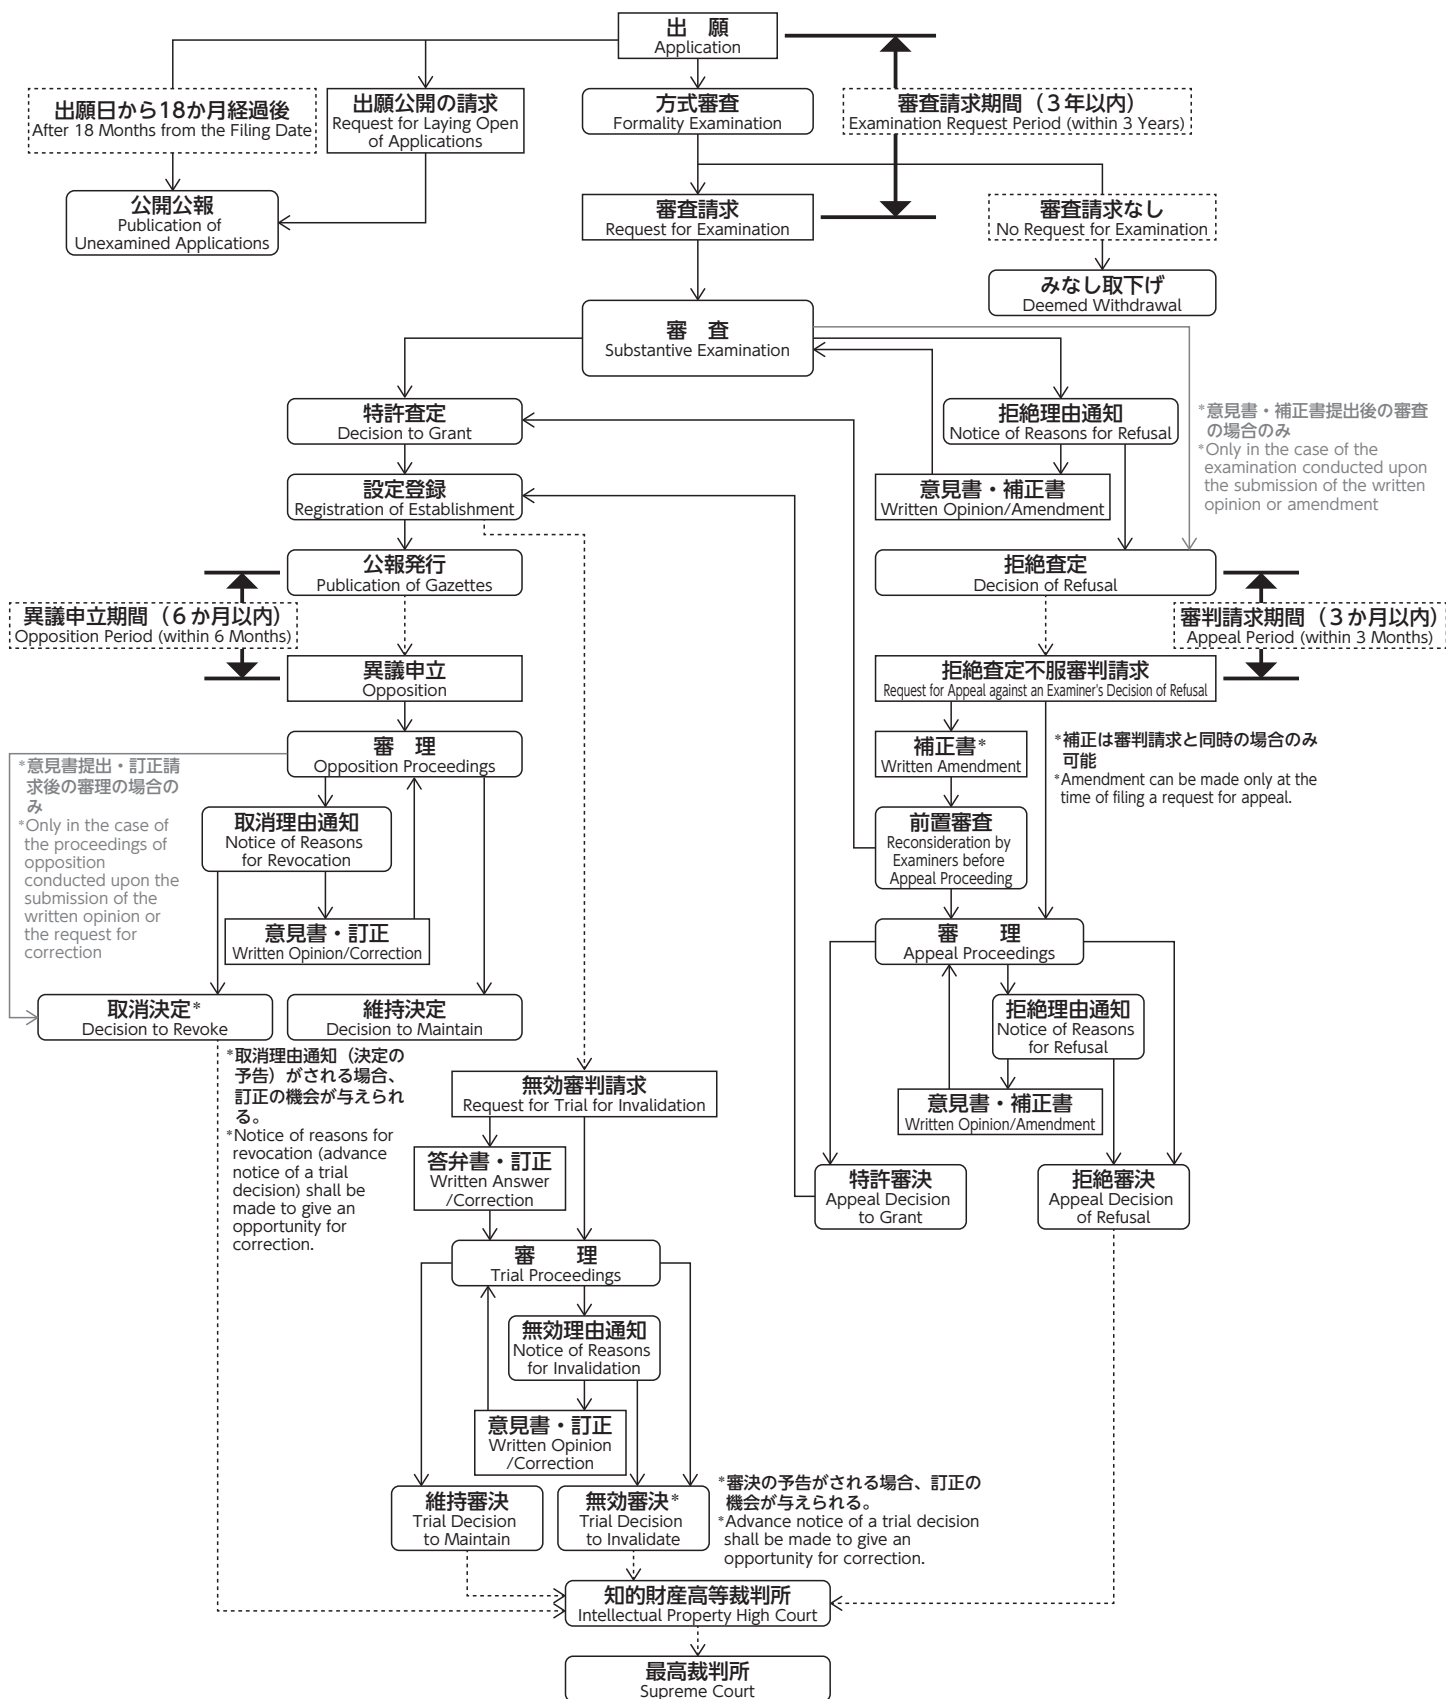 出　願
Application
出願日から18か月経過後
After 18 Months from the Filing Date
出願公開の請求
Request for Laying Open
of Applications
方式審査
Formality Examination
審査請求期間（3年以内）
Examination Request Period (within 3 Years)
公開公報
Publication of
Unexamined Applications
審査請求
Request for Examination
審査請求なし
No Request for Examination
みなし取下げ
Deemed Withdrawal
審　査
Substantive Examination
特許査定
Decision to Grant
拒絶理由通知
Notice of Reasons for Refusal
*意見書・補正書提出後の審査
の場合のみ
*Only in the case of the
examination conducted upon
the submission of the written
opinion or amendment
設定登録
Registration of Establishment
意見書・補正書
Written Opinion/Amendment
公報発行
Publication of Gazettes
拒絶査定
Decision of Refusal
異議申立期間（6か月以内）
Opposition Period (within 6 Months)
審判請求期間（3か月以内）
Appeal Period (within 3 Months)
異議申立
Opposition
拒絶査定不服審判請求
Request for Appeal against an Examiner's Decision of Refusal
審　理
Opposition Proceedings
補正書*
Written Amendment
*補正は審判請求と同時の場合のみ
可能
*Amendment can be made only at the
time of filing a request for appeal.
*意見書提出・訂正請
求後の審理の場合の
み
*Only in the case of
the proceedings of
opposition
conducted upon the
submission of the
written opinion or
the request for
correction
取消理由通知
Notice of Reasons
for Revocation
前置審査
Reconsideration by
Examiners before
Appeal Proceeding
意見書・訂正
Written Opinion/Correction
審　理
Appeal Proceedings
取消決定*
Decision to Revoke
維持決定
Decision to Maintain
拒絶理由通知
Notice of Reasons
for Refusal
*取消理由通知（決定の
予告）がされる場合、
訂正の機会が与えられ
る。
*Notice of reasons for
revocation (advance
notice of a trial
decision) shall be
made to give an
opportunity for
correction.
無効審判請求
Request for Trial for Invalidation
意見書・補正書
Written Opinion/Amendment
答弁書・訂正
Written Answer
/Correction
特許審決
Appeal Decision
to Grant
拒絶審決
Appeal Decision
of Refusal
審　理
Trial Proceedings
無効理由通知
Notice of Reasons
for Invalidation
意見書・訂正
Written Opinion
/Correction
維持審決
Trial Decision
to Maintain
無効審決*
Trial Decision
to Invalidate
*審決の予告がされる場合、訂正の
機会が与えられる。
*Advance notice of a trial decision
shall be made to give an
opportunity for correction.
知的財産高等裁判所
Intellectual Property High Court
最高裁判所
Supreme Court